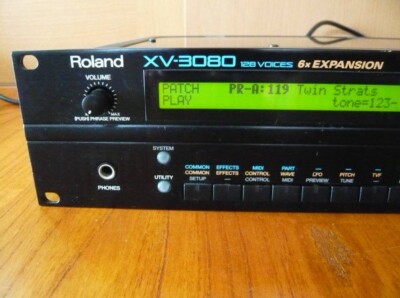 Roland XV-3080 128 VOICES 6x EXPANSION
VOLUME
MAX
(PUSH) PHRASE PREVIEW
PATCH PR-A:119 Twin Strats
PLAY tone=123-
SYSTEM
UTILITY
PHONES
COMMON EFFECTS MIDI PART — — —
COMMON EFFECTS CONTROL WAVE LFO PITCH TVF
SETUP — CONTROL MIDI PREVIEW TUNE —